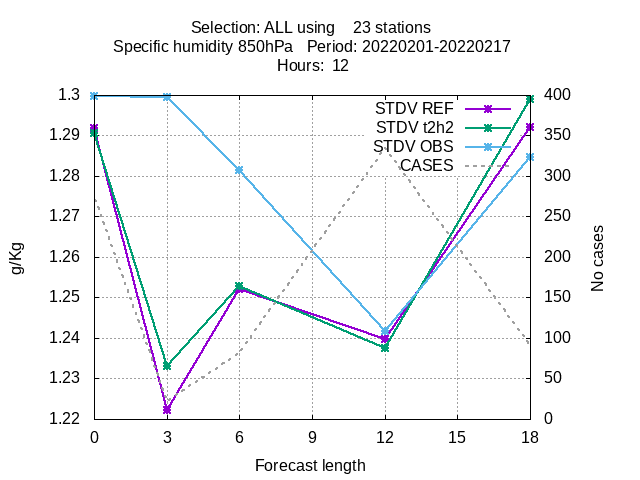 Selection: ALL using    23 stations
Specific humidity 850hPa   Period: 20220201-20220217
Hours:  12
STDV REF
STDV t2h2
STDV OBS
CASES
1.3
1.29
1.28
1.27
1.26
1.25
1.24
1.23
1.22
g/Kg
400
350
300
250
200
150
100
50
0
No cases
0 3 6 9 12 15 18
Forecast length